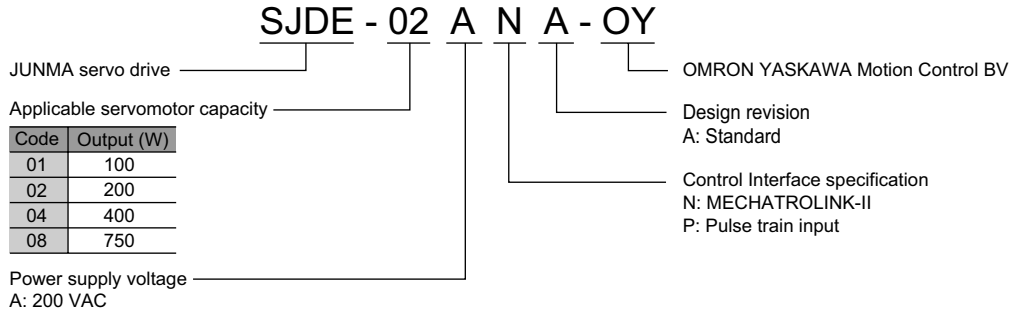 SJDE - 02 A N A - OY
JUNMA servo drive
Applicable servomotor capacity
Code Output (W)
01 100
02 200
04 400
08 750
Power supply voltage
A: 200 VAC
OMRON YASKAWA Motion Control BV
Design revision
A: Standard
Control Interface specification
N: MECHATROLINK-II
P: Pulse train input